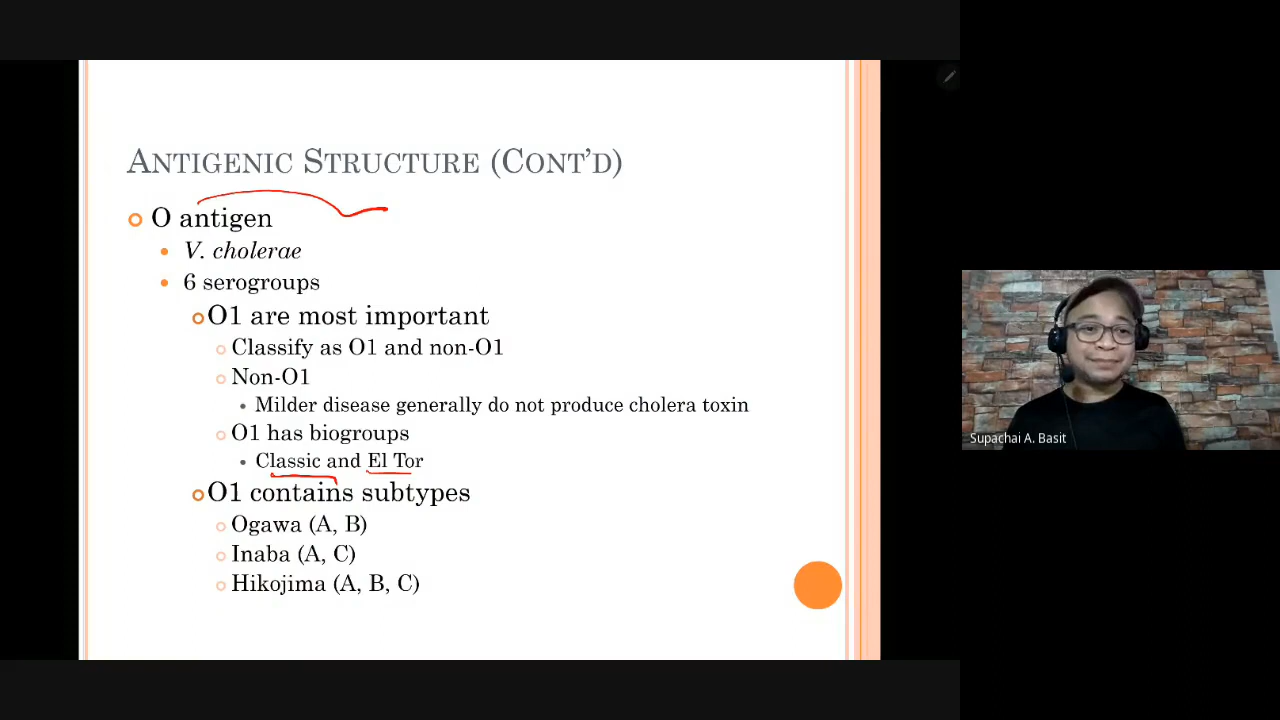 Antigenic Structure (Cont'd)
O antigen
V. cholerae
6 serogroups
O1 are most important
Classify as O1 and non-O1
Non-O1
Milder disease generally do not produce cholera toxin
O1 has biogroups
Classic and El Tor
O1 contains subtypes
Ogawa (A, B)
Inaba (A, C)
Hikojima (A, B, C)
Supachai A. Basit